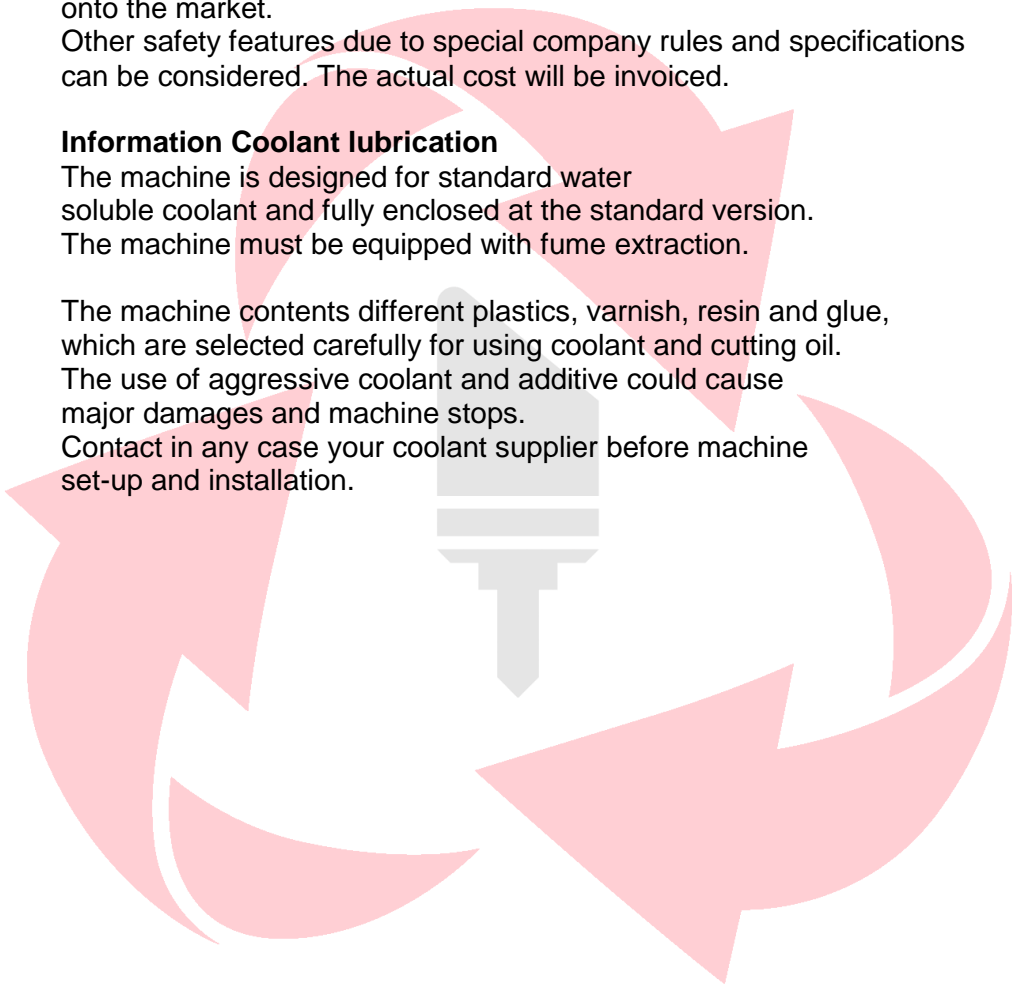 onto the market.
Other safety features due to special company rules and specifications
can be considered. The actual cost will be invoiced.
Information Coolant lubrication
The machine is designed for standard water
soluble coolant and fully enclosed at the standard version.
The machine must be equipped with fume extraction.
The machine contents different plastics, varnish, resin and glue,
which are selected carefully for using coolant and cutting oil.
The use of aggressive coolant and additive could cause
major damages and machine stops.
Contact in any case your coolant supplier before machine
set-up and installation.